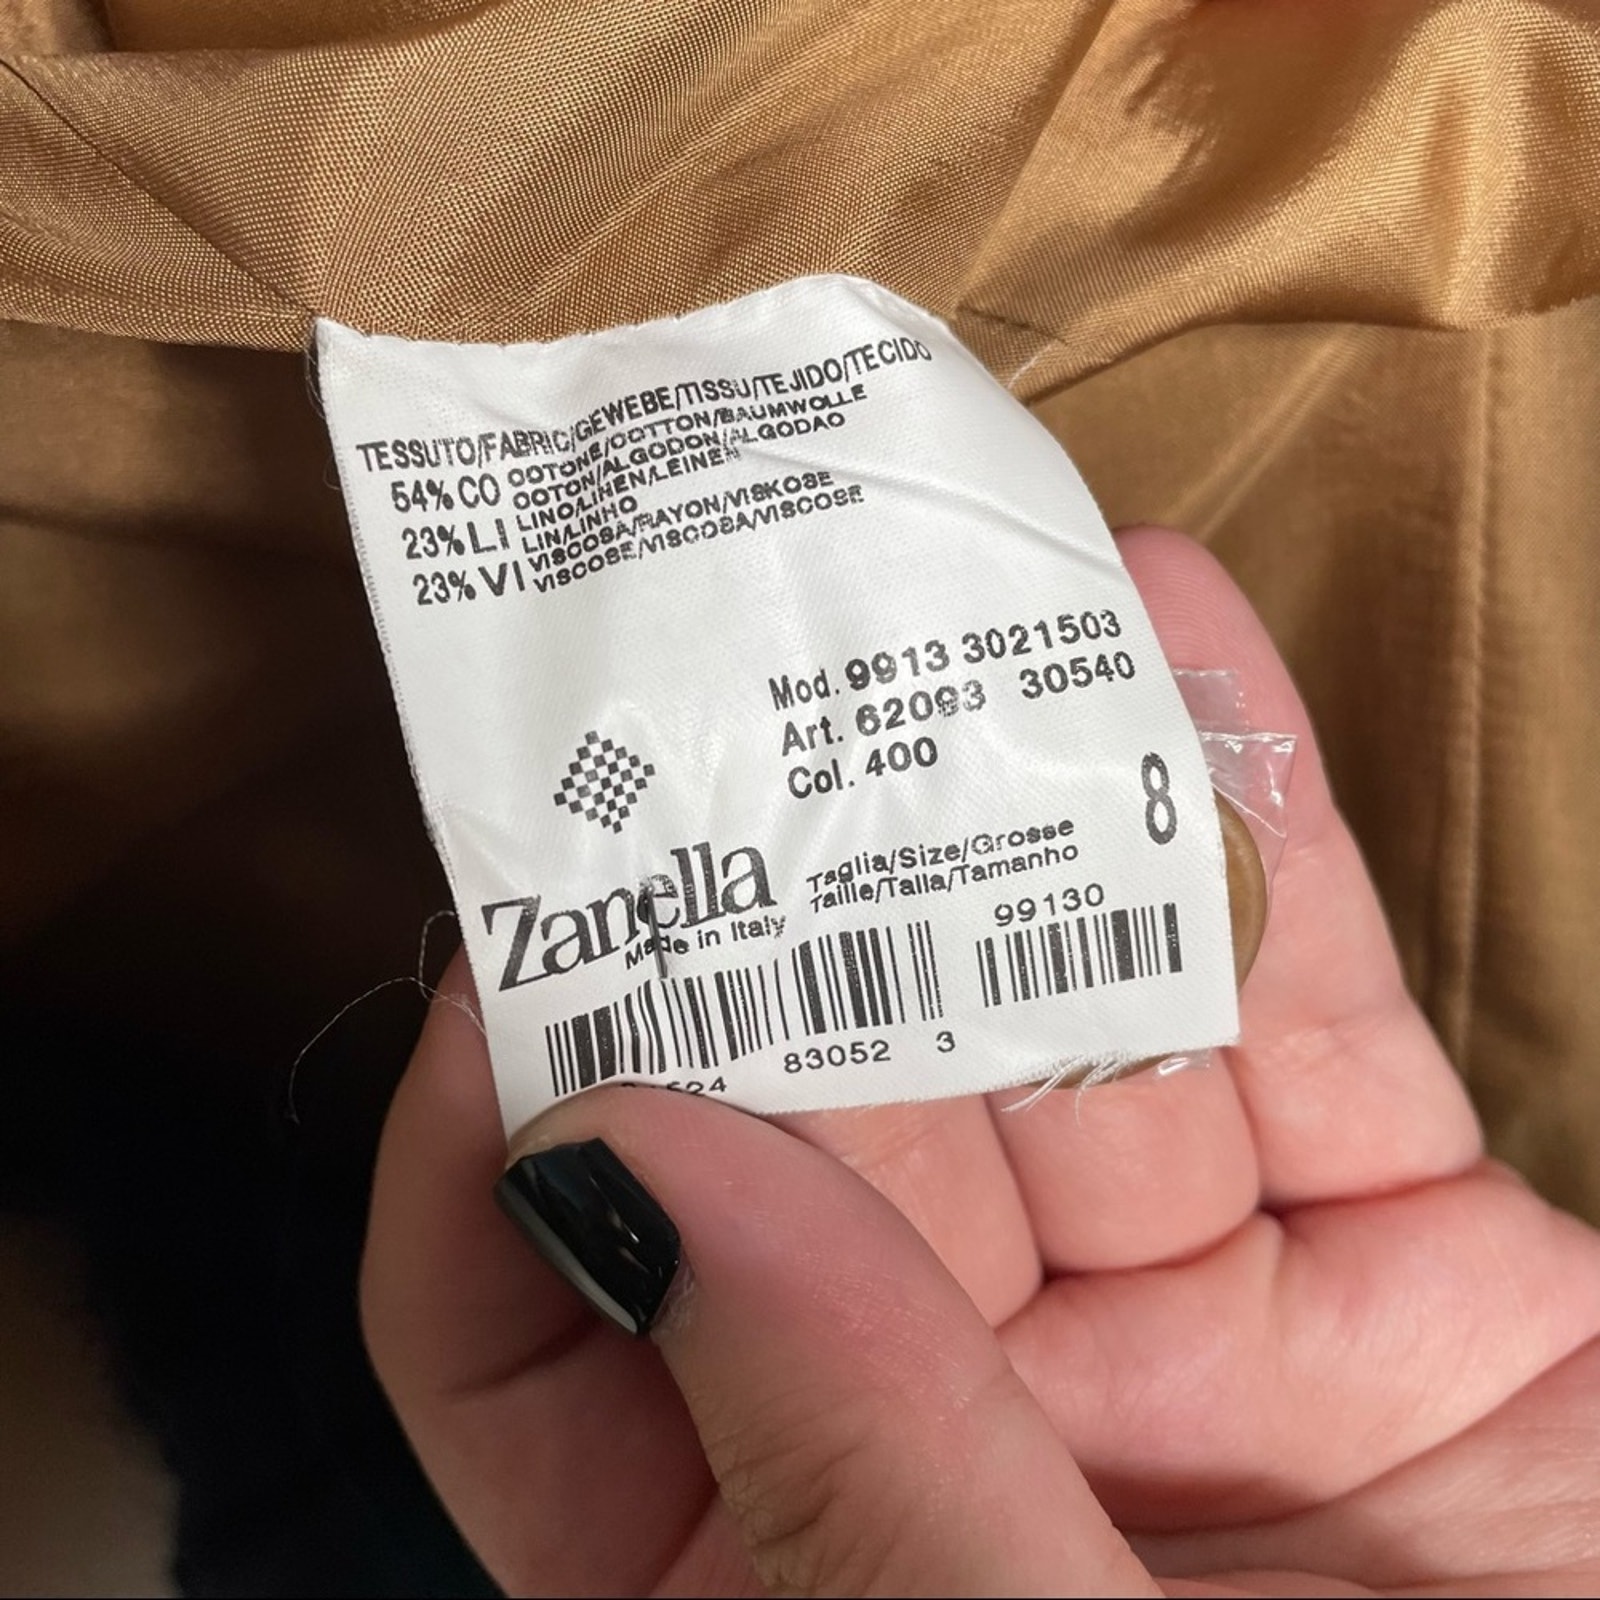 TESSUTO/FABRIC/GEWEBE/TISSU/TEJIDO/TECIDO
54% CO COTONE/COTTON/BAUMWOLLE
COTON/ALGODON/ALGODAO
23% LI LINO/LINEN/LEINEN
LIN/LINHO
23% VI VISCOSA/RAYON/VISKOSE
VISCOSE/VISCOSA/VISCOSE
Mod. 9913 3021503
Art. 62093 30540
Col. 400
8
Zanella
Made in Italy
Taglia/Size/Grosse
Taille/Talla/Tamanho
99130
83052 3